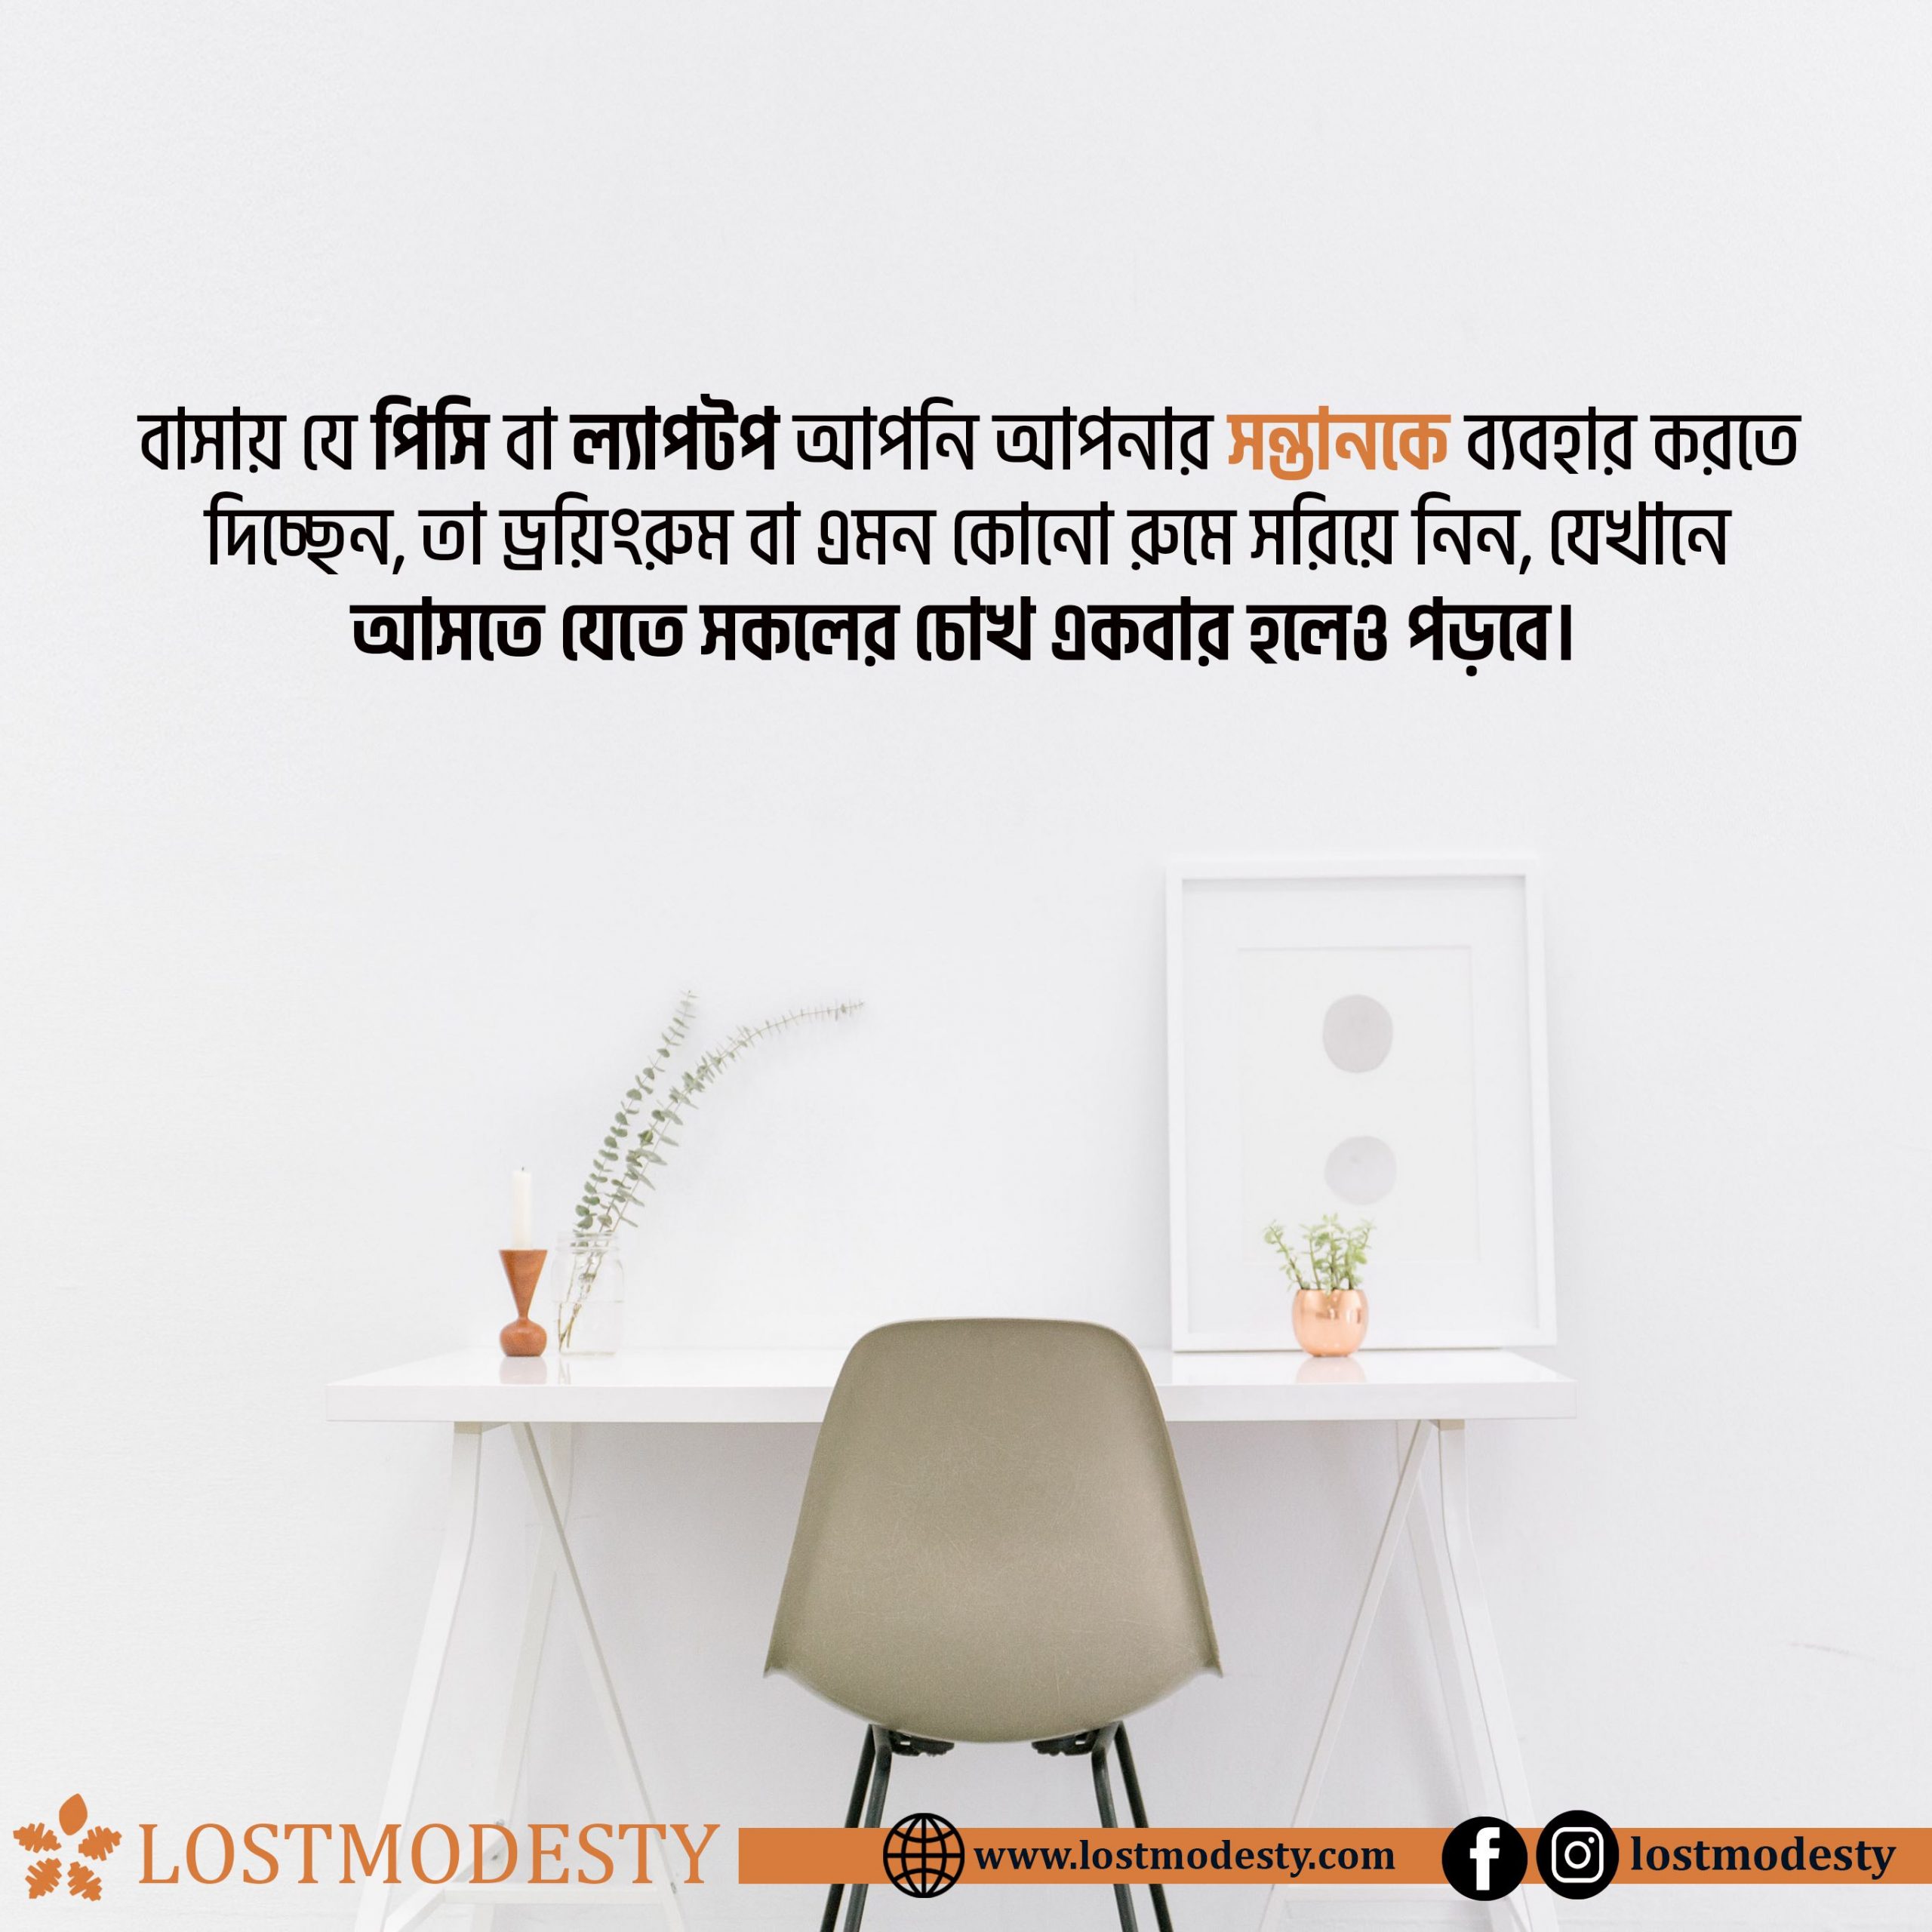 বাসায় যে পিসি বা ল্যাপটপ আপনি আপনার সন্তানকে ব্যবহার করতে
দিচ্ছেন, তা ড্রয়িংরুম বা এমন কোনো রুমে সরিয়ে নিন, যেখানে
আসতে যেতে সকলের চোখ একবার হলেও পড়বে।
LOSTMODESTY www.lostmodesty.com lostmodesty